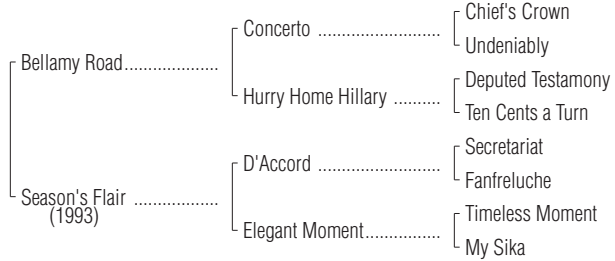 Chief's Crown
Concerto ..........................
Undeniably
Bellamy Road....................
Deputed Testamony
Hurry Home Hillary ..........
Ten Cents a Turn
Secretariat
D'Accord ..........................
Fanfreluche
Season's Flair ..................
(1993)
Timeless Moment
Elegant Moment................
My Sika